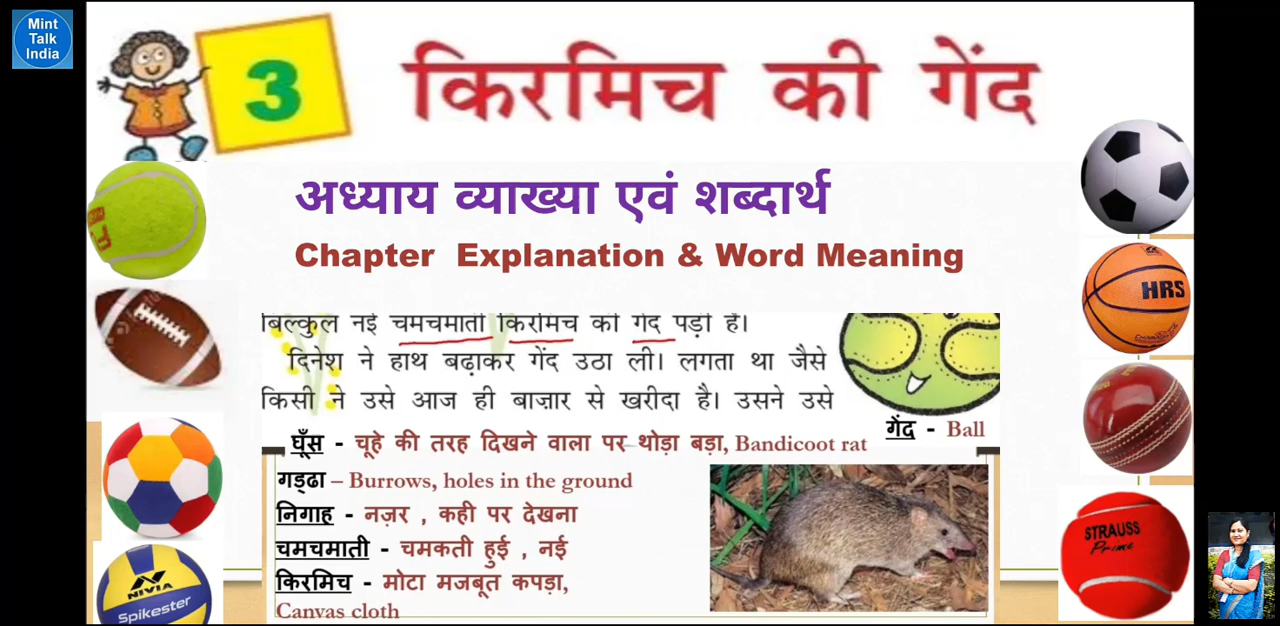 Mint
Talk
India
3
किरमिच की गेंद
अध्याय व्याख्या एवं शब्दार्थ
Chapter Explanation & Word Meaning
बिल्कुल नई चमचमाती किरमिच की गेंद पड़ी है।
दिनेश ने हाथ बढ़ाकर गेंद उठा ली। लगता था जैसे
किसी ने उसे आज ही बाज़ार से खरीदा है। उसने उसे
गेंद - Ball
घूँस - चूहे की तरह दिखने वाला पर थोड़ा बड़ा, Bandicoot rat
गड्ढा – Burrows, holes in the ground
निगाह - नज़र , कही पर देखना
चमचमाती - चमकती हुई , नई
किरमिच - मोटा मजबूत कपड़ा,
Canvas cloth
HRS
STRAUSS
Prime
NIVIA
Spikester